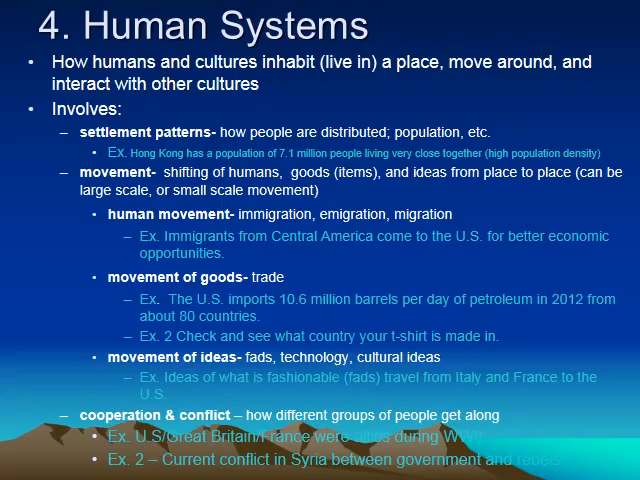 4. Human Systems
• How humans and cultures inhabit (live in) a place, move around, and
interact with other cultures
• Involves:
– settlement patterns- how people are distributed; population, etc.
• Ex. Hong Kong has a population of 7.1 million people living very close together (high population density)
– movement- shifting of humans, goods (items), and ideas from place to place (can be
large scale, or small scale movement)
• human movement- immigration, emigration, migration
– Ex. Immigrants from Central America come to the U.S. for better economic
opportunities.
• movement of goods- trade
– Ex. The U.S. imports 10.6 million barrels per day of petroleum in 2012 from
about 80 countries.
– Ex. 2 Check and see what country your t-shirt is made in.
• movement of ideas- fads, technology, cultural ideas
– Ex. Ideas of what is fashionable (fads) travel from Italy and France to the
U.S.
– cooperation & conflict – how different groups of people get along
• Ex. U.S/Great Britain/France were allies during
• Ex. 2 – Current conflict in Syria between government and rebels